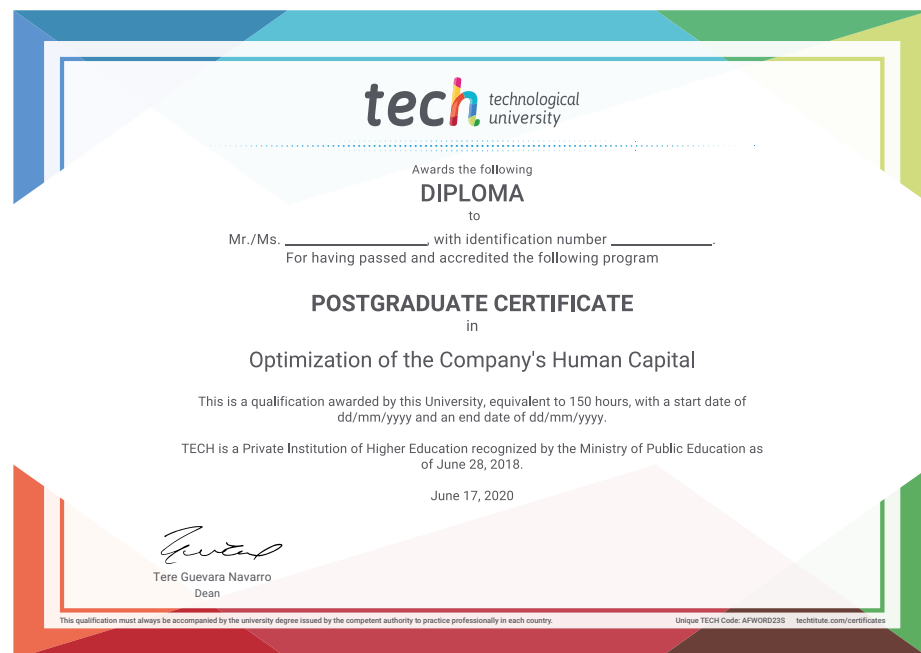 tech technological
university
Awards the following
DIPLOMA
to
Mr./Ms. ____________________, with identification number ______________.
For having passed and accredited the following program
POSTGRADUATE CERTIFICATE
in
Optimization of the Company's Human Capital
This is a qualification awarded by this University, equivalent to 150 hours, with a start date of
dd/mm/yyyy and an end date of dd/mm/yyyy.
TECH is a Private Institution of Higher Education recognized by the Ministry of Public Education as
of June 28, 2018.
June 17, 2020
Tere Guevara Navarro
Dean
This qualification must always be accompanied by the university degree issued by the competent authority to practice professionally in each country. Unique TECH Code: AFWORD23S techtitute.com/certificates